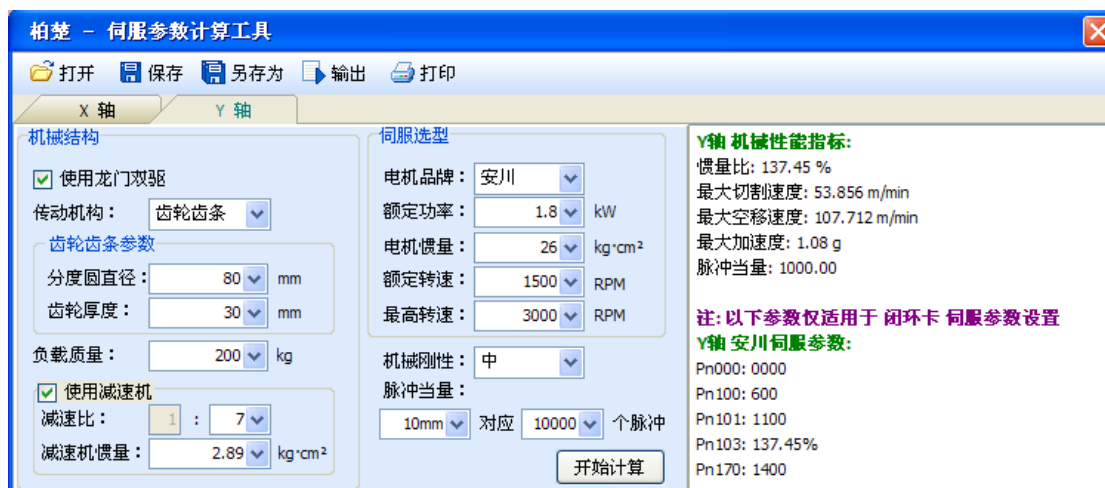 柏楚 - 伺服参数计算工具
打开 保存 另存为 输出 打印
X 轴 Y 轴
机械结构
使用龙门双驱
传动机构： 齿轮齿条
齿轮齿条参数
分度圆直径： 80 mm
齿轮厚度： 30 mm
负载质量： 200 kg
使用减速机
减速比： 1 : 7
减速机惯量： 2.89 kg·cm²
伺服选型
电机品牌： 安川
额定功率： 1.8 kW
电机惯量： 26 kg·cm²
额定转速： 1500 RPM
最高转速： 3000 RPM
机械刚性： 中
脉冲当量：
10mm 对应 10000 个脉冲
开始计算
Y轴 机械性能指标:
惯量比: 137.45 %
最大切割速度: 53.856 m/min
最大空移速度: 107.712 m/min
最大加速度: 1.08 g
脉冲当量: 1000.00
注: 以下参数仅适用于 闭环卡 伺服参数设置
Y轴 安川伺服参数:
Pn000: 0000
Pn100: 600
Pn101: 1100
Pn103: 137.45%
Pn170: 1400